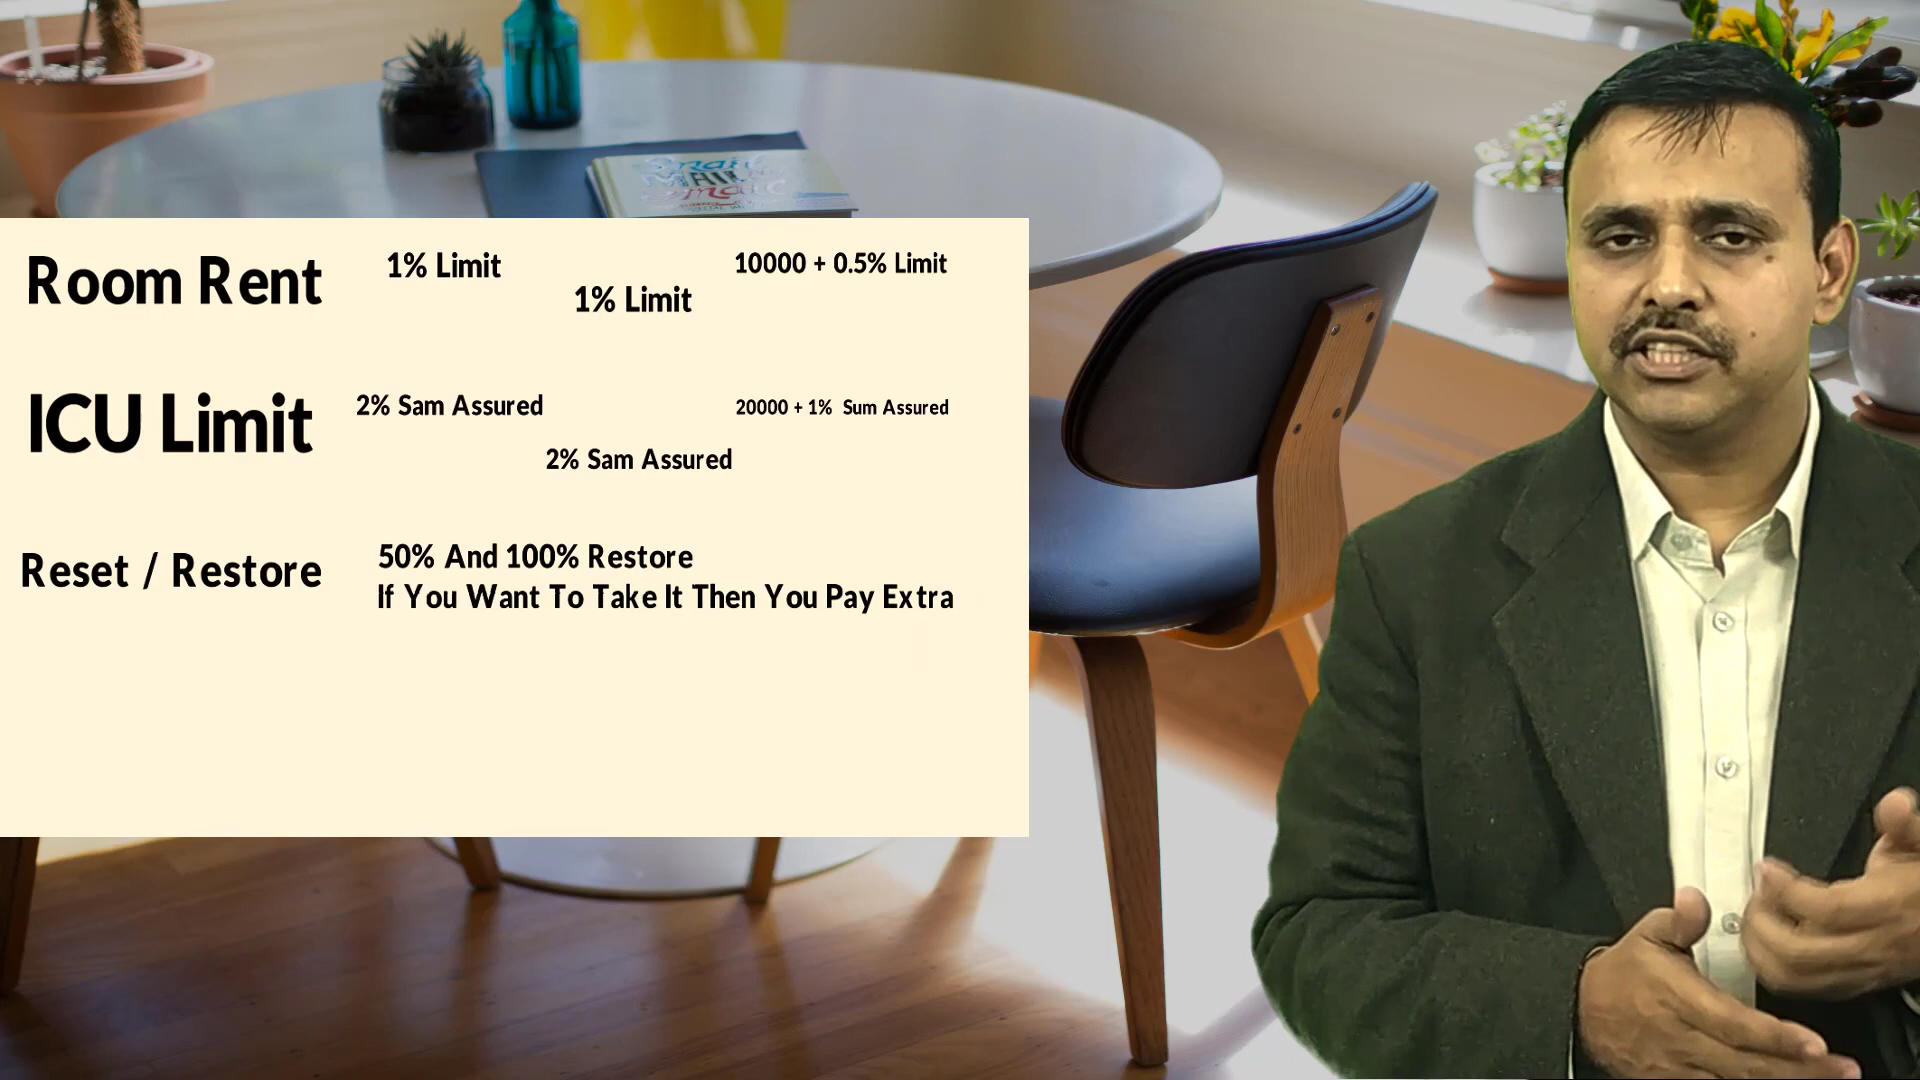 Room Rent
1% Limit
1% Limit
10000 + 0.5% Limit
ICU Limit
2% Sam Assured
2% Sam Assured
20000 + 1% Sum Assured
Reset / Restore
50% And 100% Restore
If You Want To Take It Then You Pay Extra